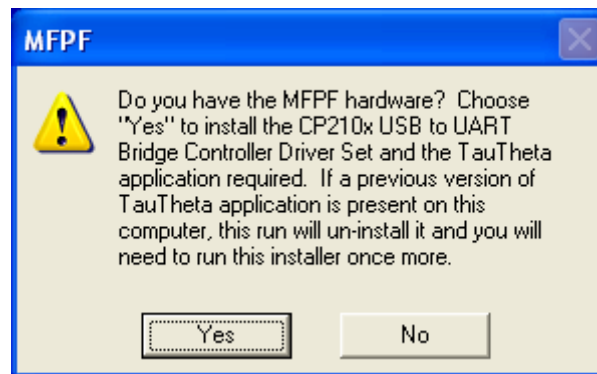 MFPF
Do you have the MFPF hardware?  Choose
"Yes" to install the CP210x USB to UART
Bridge Controller Driver Set and the TauTheta
application required.  If a previous version of
TauTheta application is present on this
computer, this run will un-install it and you will
need to run this installer once more.
Yes No